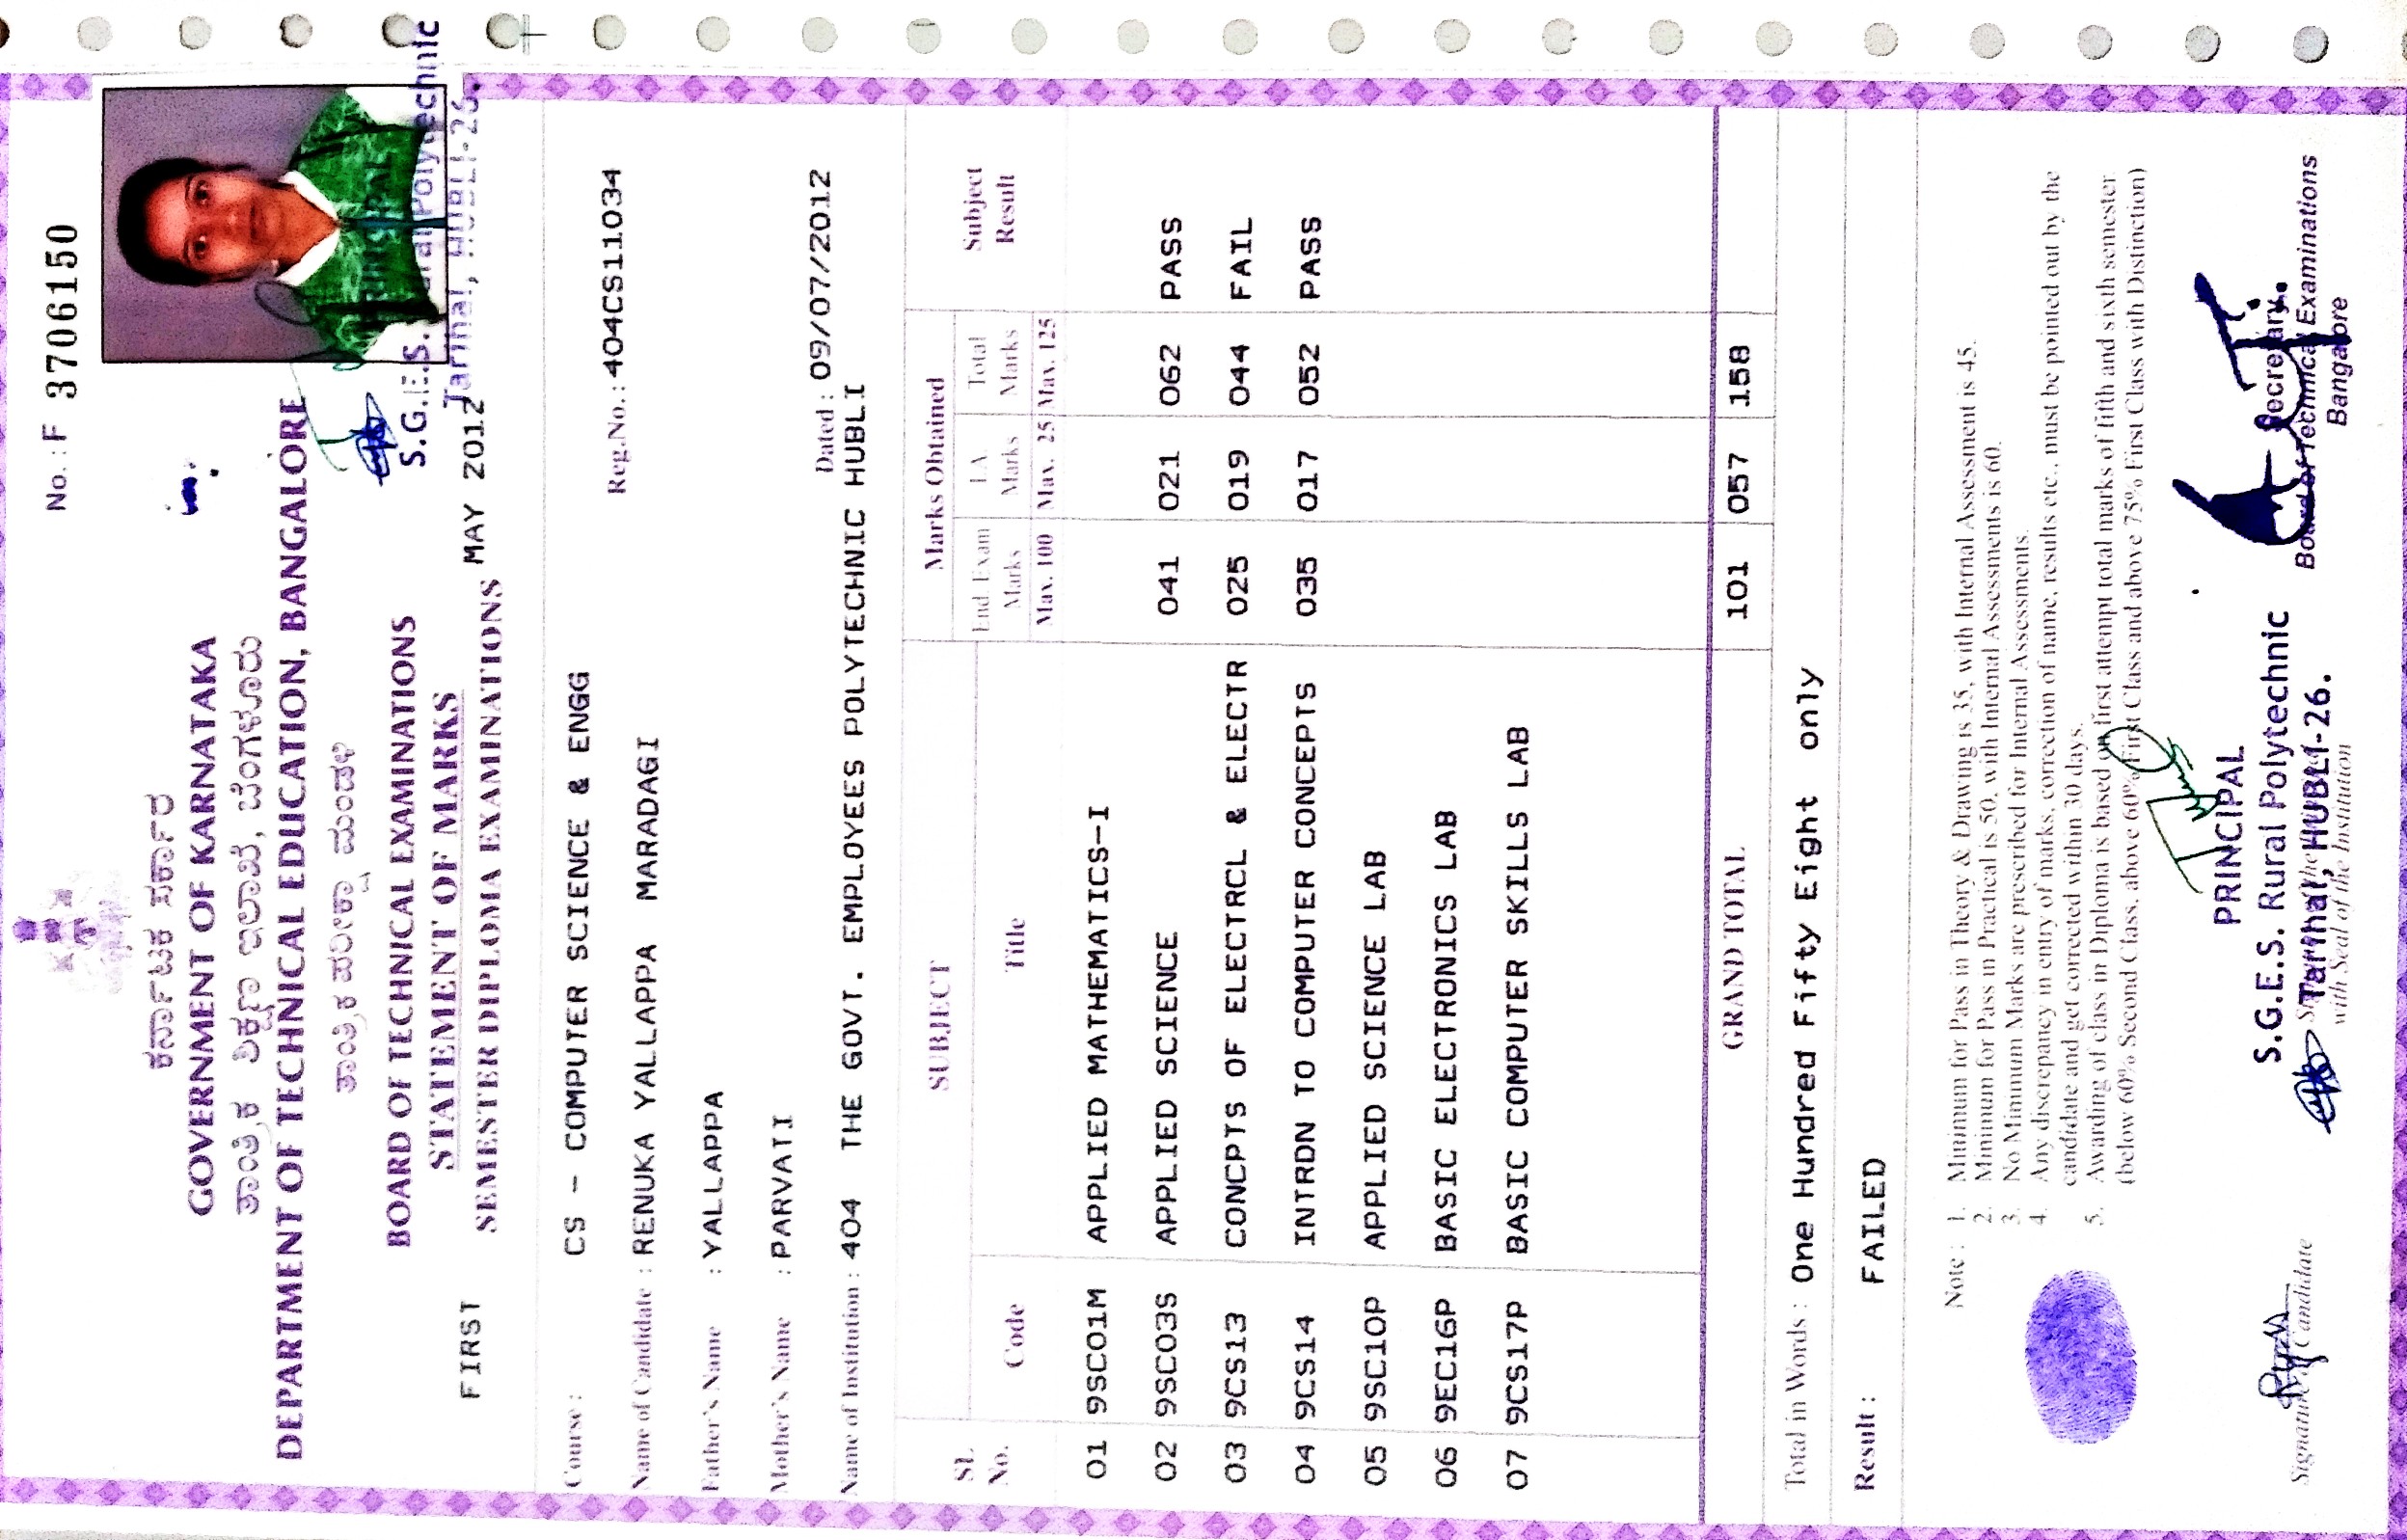 No. : F 3706150
ಕರ್ನಾಟಕ ಸರ್ಕಾರ
GOVERNMENT OF KARNATAKA
ತಾಂತ್ರಿಕ ಶಿಕ್ಷಣ ಇಲಾಖೆ, ಬೆಂಗಳೂರು
DEPARTMENT OF TECHNICAL EDUCATION, BANGALORE
ತಾಂತ್ರಿಕ ಪರೀಕ್ಷಾ ಮಂಡಳಿ
BOARD OF TECHNICAL EXAMINATIONS
PRINCIPAL
S.G.E.S. Rural Polytechnic
Tarihal, HUBLI-26.
STATEMENT OF MARKS
FIRST SEMESTER DIPLOMA EXAMINATIONS MAY 2012
Course : CS - COMPUTER SCIENCE & ENGG
Reg.No. : 404CS11034
Name of Candidate : RENUKA YALLAPPA MARADAGI
Father's Name : YALLAPPA
Mother's Name : PARVATI
Dated : 09/07/2012
Name of Institution : 404 THE GOVT. EMPLOYEES POLYTECHNIC HUBLI
SL. No. SUBJECT Marks Obtained Subject Result
Code Title End. Exam Marks I.A. Marks Total Marks
Max. 100 Max. 25 Max. 125
01 9SC01M APPLIED MATHEMATICS-I
02 9SC03S APPLIED SCIENCE 041 021 062 PASS
03 9CS13 CONCPTS OF ELECTRCL & ELECTR 025 019 044 FAIL
04 9CS14 INTRDN TO COMPUTER CONCEPTS 035 017 052 PASS
05 9SC10P APPLIED SCIENCE LAB
06 9EC16P BASIC ELECTRONICS LAB
07 9CS17P BASIC COMPUTER SKILLS LAB
GRAND TOTAL 101 057 158
Total in Words : One Hundred Fifty Eight only
Result : FAILED
Note : 1. Minimum for Pass in Theory & Drawing is 35, with Internal Assessment is 45.
2. Minimum for Pass in Practical is 50, with Internal Assessments is 60.
3. No Minimum Marks are prescribed for Internal Assessments.
4. Any discrepancy in entry of marks, correction of name, results etc., must be pointed out by the
candidate and get corrected within 30 days.
5. Awarding of class in Diploma is based on first attempt total marks of fifth and sixth semester
(below 60% Second Class, above 60% First Class and above 75% First Class with Distinction)
PRINCIPAL
S.G.E.S. Rural Polytechnic
Tarihal, HUBLI-26.
with Seal of the Institution
Signature of Candidate
Secretary
Board of Technical Examinations
Bangalore